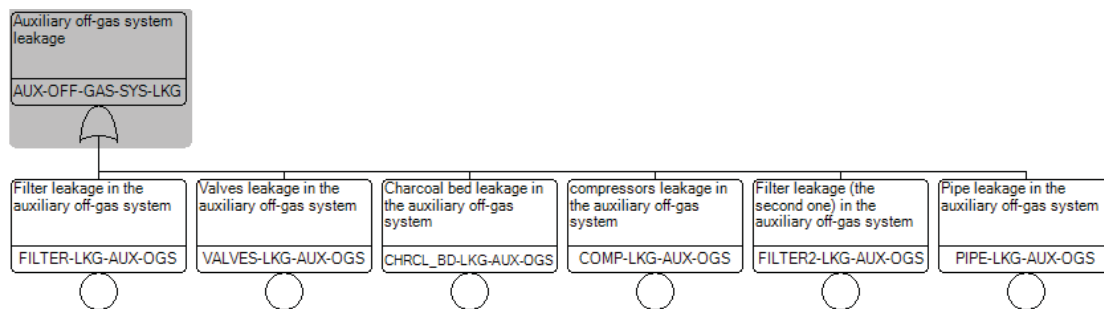 Auxiliary off-gas system
leakage
AUX-OFF-GAS-SYS-LKG
Filter leakage in the
auxiliary off-gas system
FILTER-LKG-AUX-OGS
Valves leakage in the
auxiliary off-gas system
VALVES-LKG-AUX-OGS
Charcoal bed leakage in
the auxiliary off-gas
system
CHRCL_BD-LKG-AUX-OGS
compressors leakage in
the auxiliary off-gas
system
COMP-LKG-AUX-OGS
Filter leakage (the
second one) in the
auxiliary off-gas system
FILTER2-LKG-AUX-OGS
Pipe leakage in the
auxiliary off-gas system
PIPE-LKG-AUX-OGS